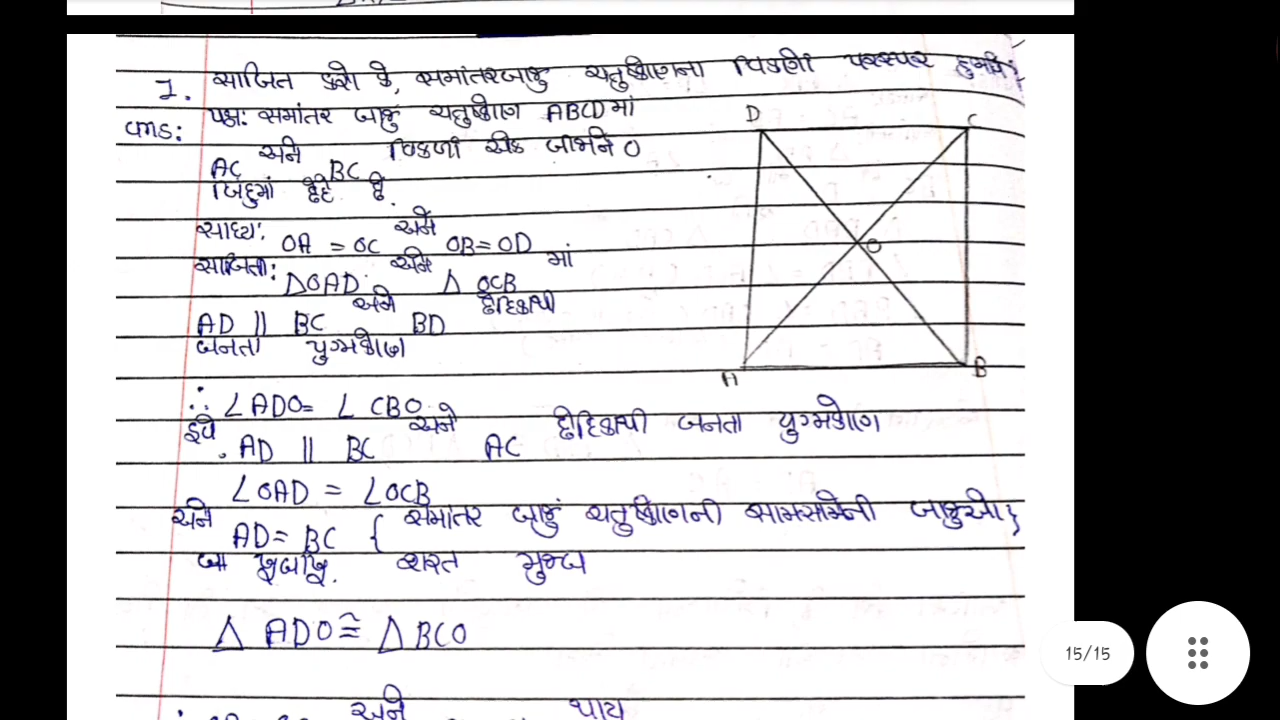 1. સાબિત કરો કે, સમાંતરબાજુ ચતુષ્કોણના વિકર્ણો પરસ્પર દુભાગે
જવાબ: પક્ષ: સમાંતર બાજુ ચતુષ્કોણ ABCD માં
AC અને BC વિકર્ણો એક બીજાને O
બિંદુમાં છેદે છે.
સાધ્ય: OA = OC અને OB = OD
સાબિતી: △OAD અને △ OCB માં
AD || BC અને BD છેદિકાથી
બનતા યુગ્મકોણ
∴ ∠ADO = ∠CBO
હવે AD || BC અને AC છેદિકાથી બનતા યુગ્મકોણ
∠OAD = ∠OCB
અને AD = BC { સમાંતર બાજુ ચતુષ્કોણની સામસામેની બાજુઓ}
શરત મુજબ
△ ADO ≅ △ BCO
અને થાય
D
C
O
A
B
15/15